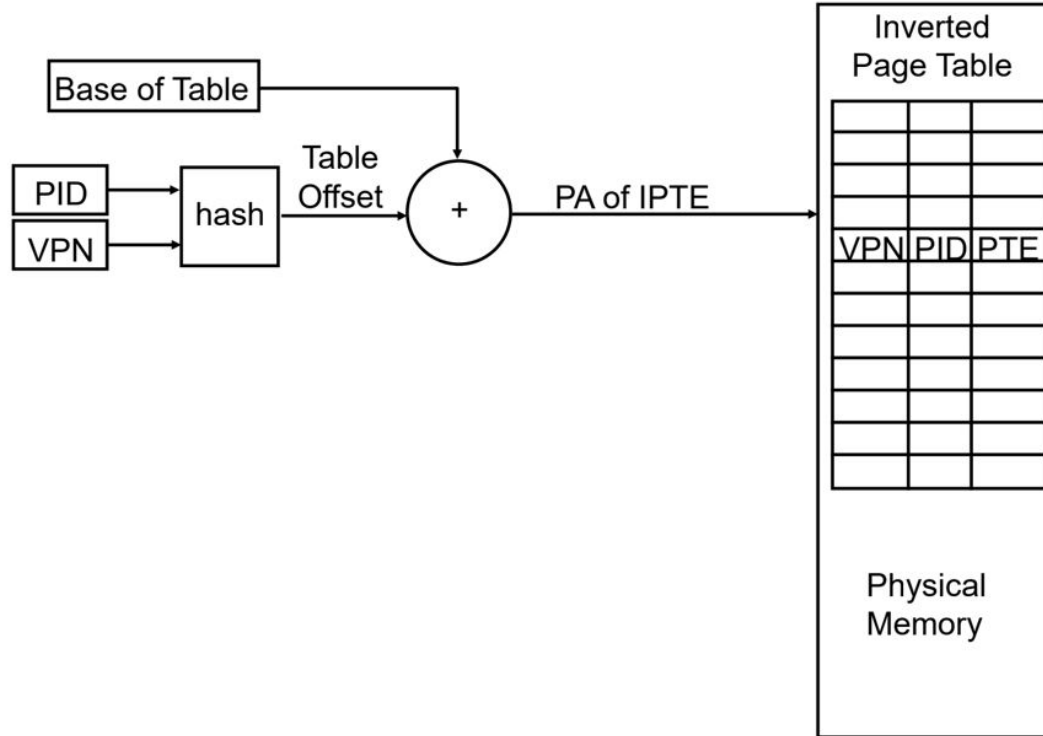 Base of Table
PID
VPN
hash
Table
Offset
+
PA of IPTE
Inverted
Page Table
VPN PID PTE
Physical
Memory